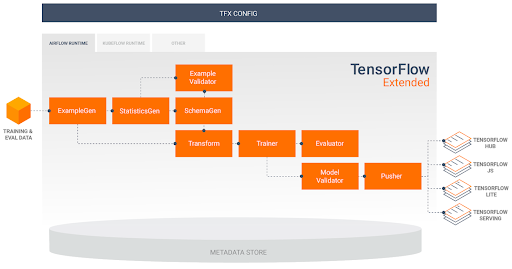 TFX CONFIG
AIRFLOW RUNTIME
KUBEFLOW RUNTIME
OTHER
TensorFlow
Extended
Example
Validator
ExampleGen
StatisticsGen
SchemaGen
TRAINING &
EVAL DATA
Transform
Trainer
Evaluator
Model
Validator
Pusher
TENSORFLOW
HUB
TENSORFLOW
JS
TENSORFLOW
LITE
TENSORFLOW
SERVING
METADATA STORE